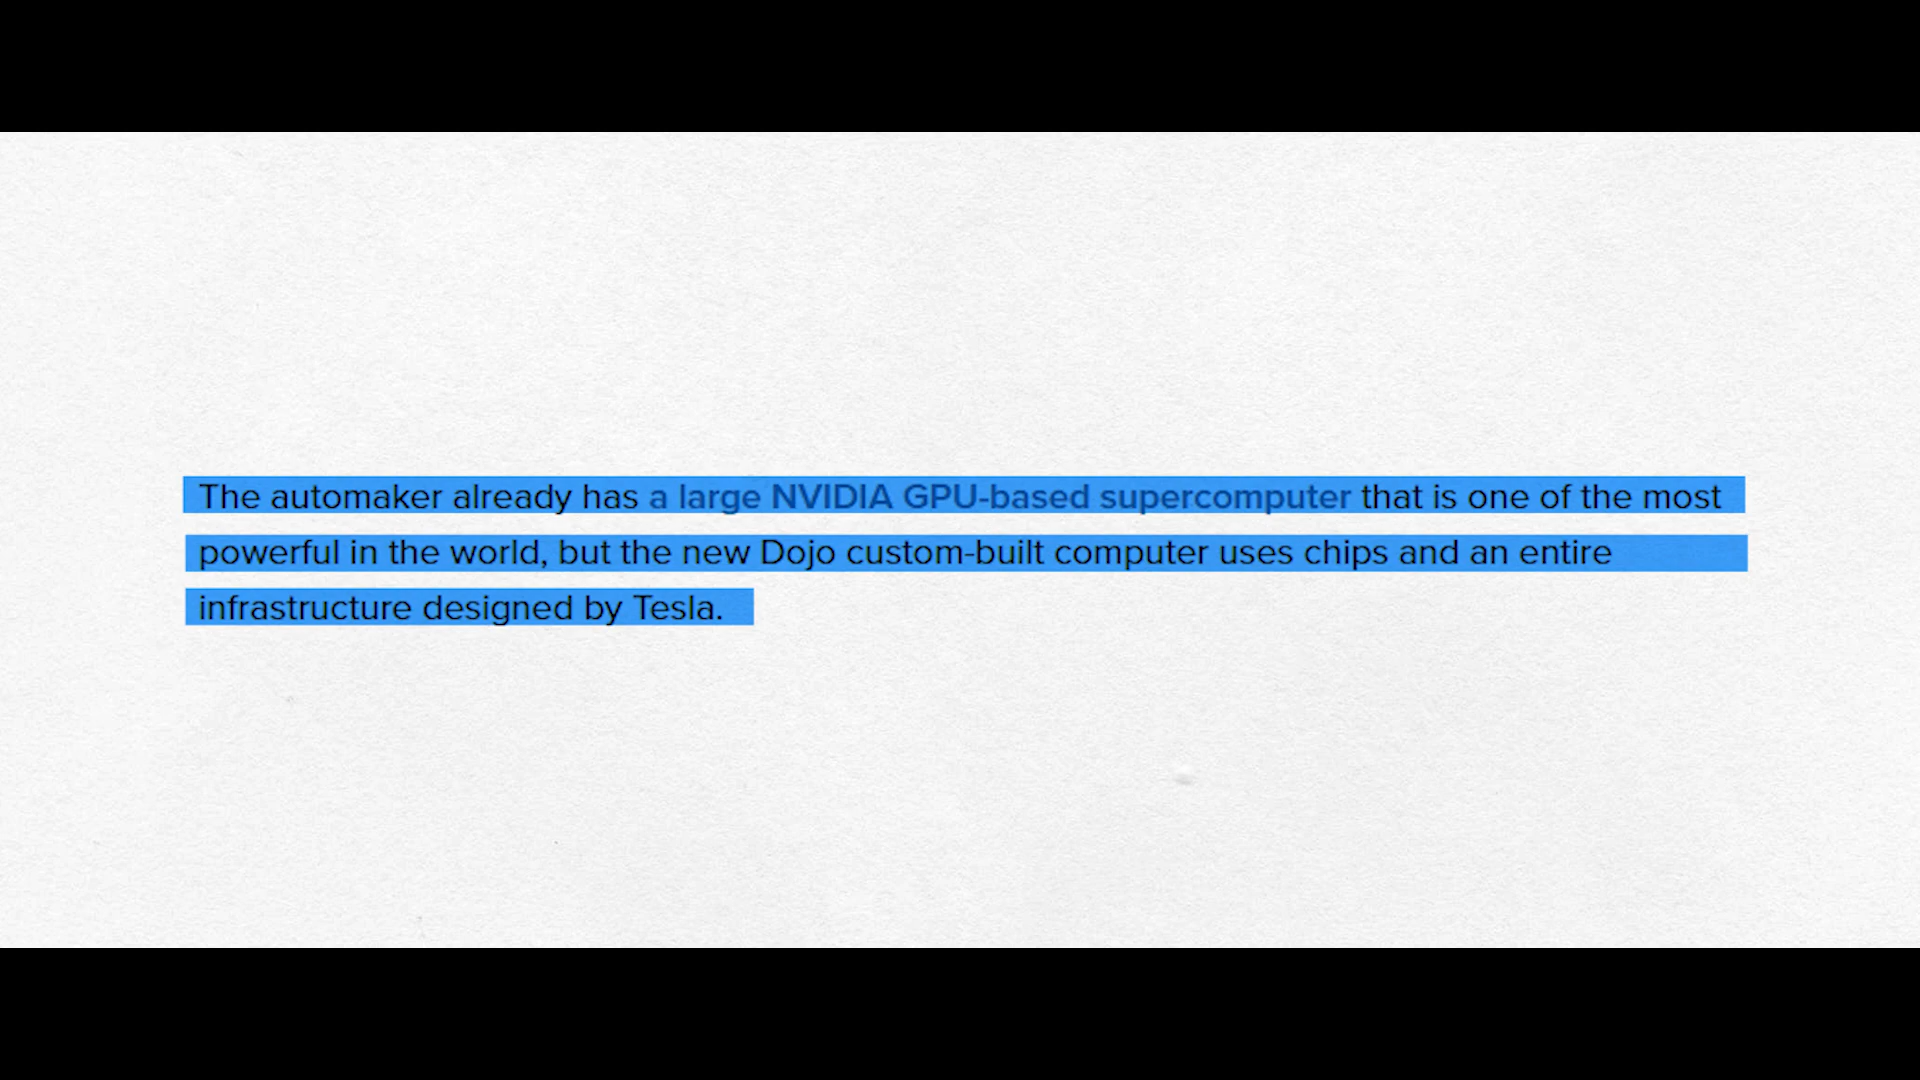 The automaker already has a large NVIDIA GPU-based supercomputer that is one of the most
powerful in the world, but the new Dojo custom-built computer uses chips and an entire
infrastructure designed by Tesla.